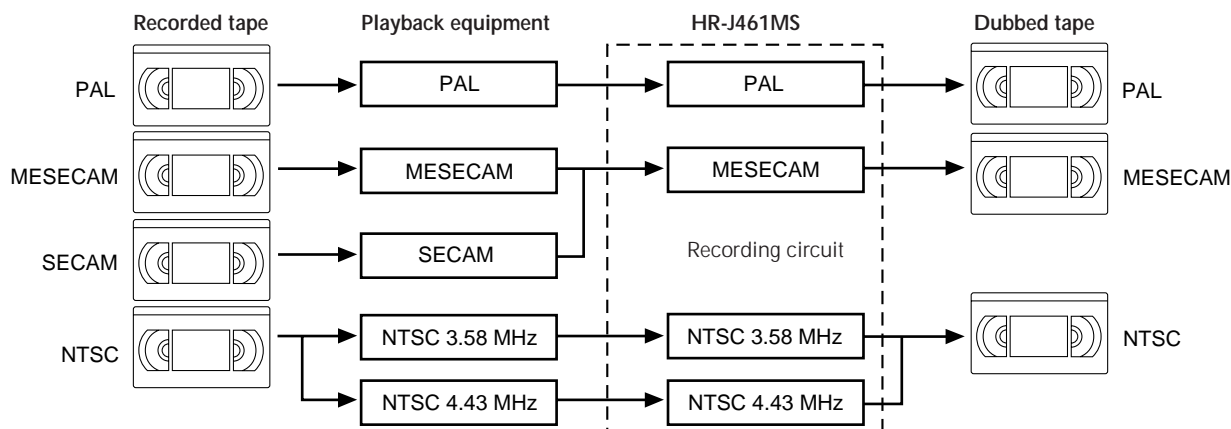 Recorded tape
Playback equipment
HR-J461MS
Dubbed tape
PAL
PAL
PAL
PAL
MESECAM
MESECAM
MESECAM
MESECAM
SECAM
SECAM
Recording circuit
NTSC
NTSC 3.58 MHz
NTSC 3.58 MHz
NTSC
NTSC 4.43 MHz
NTSC 4.43 MHz